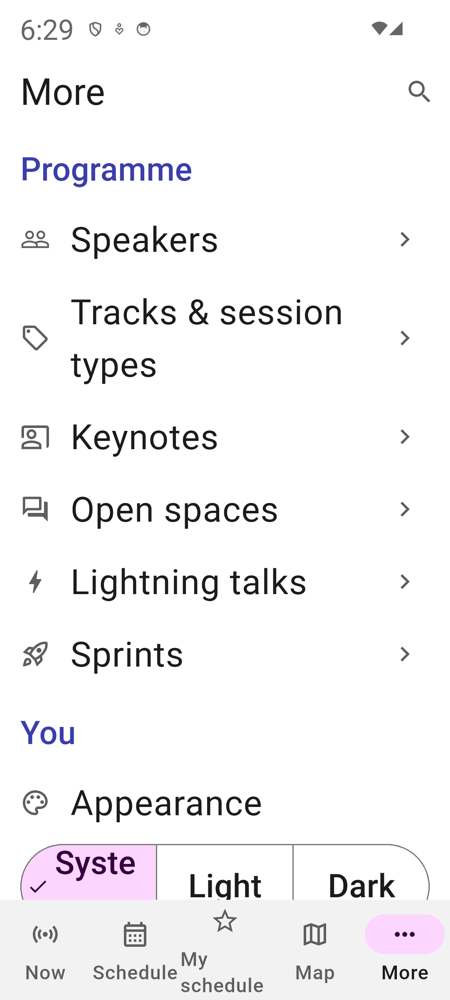 6:29
More
Programme
Speakers
Tracks & session
types
Keynotes
Open spaces
Lightning talks
Sprints
You
Appearance
Syste
Light
Dark
Now
Schedule
My
schedule
Map
More